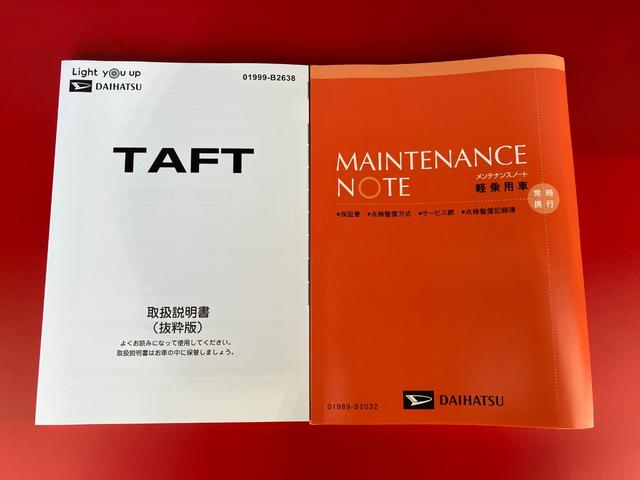 Light you up
DAIHATSU
01999-B2638
TAFT
取扱説明書
（抜粋版）
よくお読みになって使用してください。
取扱説明書はお車の中に保管しましょう。
MAINTENANCE
NOTE
メンテナンスノート
軽乗用車
常時
携行
●保証書 ●点検整備方式 ●サービス網 ●点検整備記録簿
01989-B2032
DAIHATSU